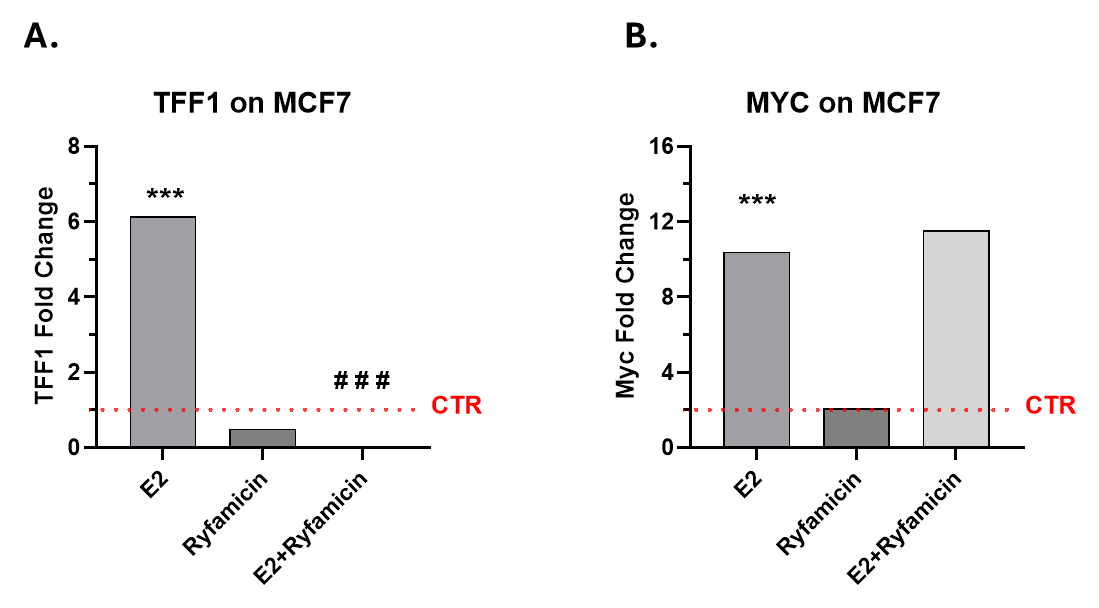 A.
TFF1 on MCF7
TFF1 Fold Change
8
6
4
2
0
***
# # #
CTR
E2
Ryfamicin
E2+Ryfamicin
B.
MYC on MCF7
Myc Fold Change
16
12
8
4
0
***
CTR
E2
Ryfamicin
E2+Ryfamicin